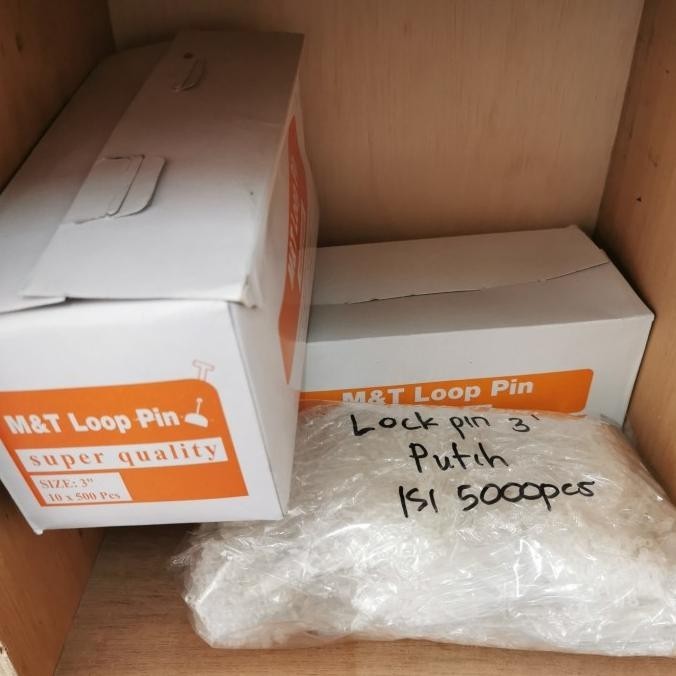 M&T Loop Pin
super quality
SIZE: 3"
10 x 500 Pcs
M&T Loop Pin
Lock pin 3'
Putih
ISI 5000pcs